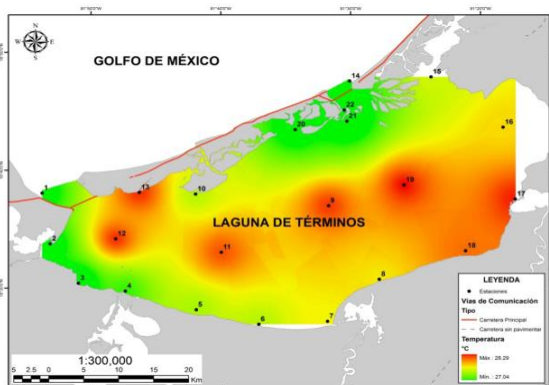 GOLFO DE MÉXICO
N
W
E
S
14
15
22
21
20
16
1
13
10
19
9
17
LAGUNA DE TÉRMINOS
12
11
2
18
3
4
8
5
6
7
LEYENDA
Estaciones
Vías de Comunicación
Tipo
Carretera Principal
Carretera sin pavimentar
Temperatura
°C
Máx : 28.29
Mín. : 27.04
1:300,000
5 2.5 0 5 10 15 20
Km